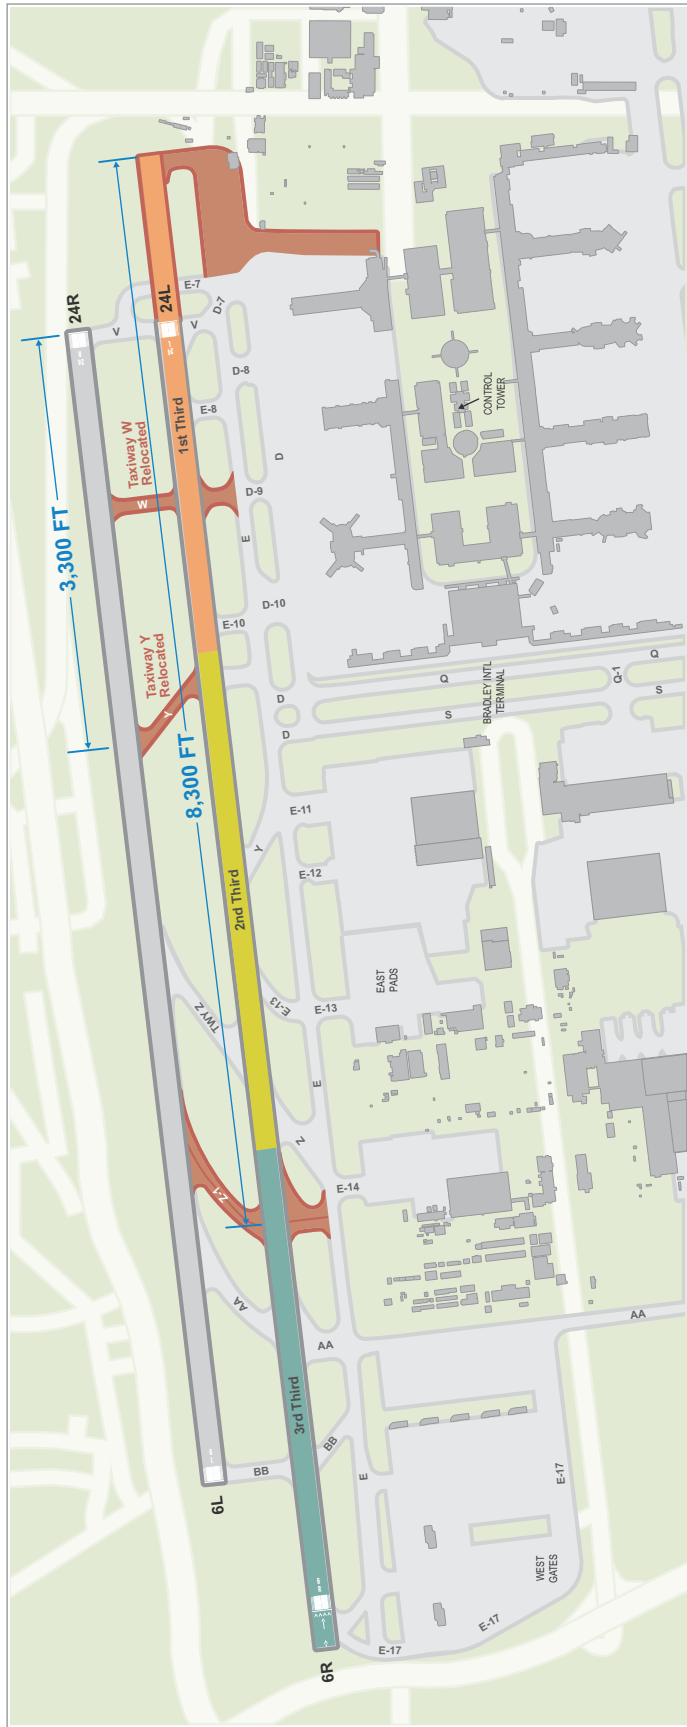 24R
E-7
24L
D-7
V
V
D-8
1st Third
E-8
CONTROL
TOWER
Taxiway W
Relocated
D
W
D-9
3,300 FT
E
D-10
E-10
Taxiway Y
Relocated
Q
Q
Q-1
BRADLEY INTL
TERMINAL
S
S
Y
D
D
8,300 FT
E-11
Y
E-12
2nd Third
EAST
PADS
TWY Z
E-13
E-13
E
Z
Z-1
E-14
AA
AA
AA
3rd Third
BB
BB
E
E-17
6L
WEST
GATES
E-17
E-17
6R